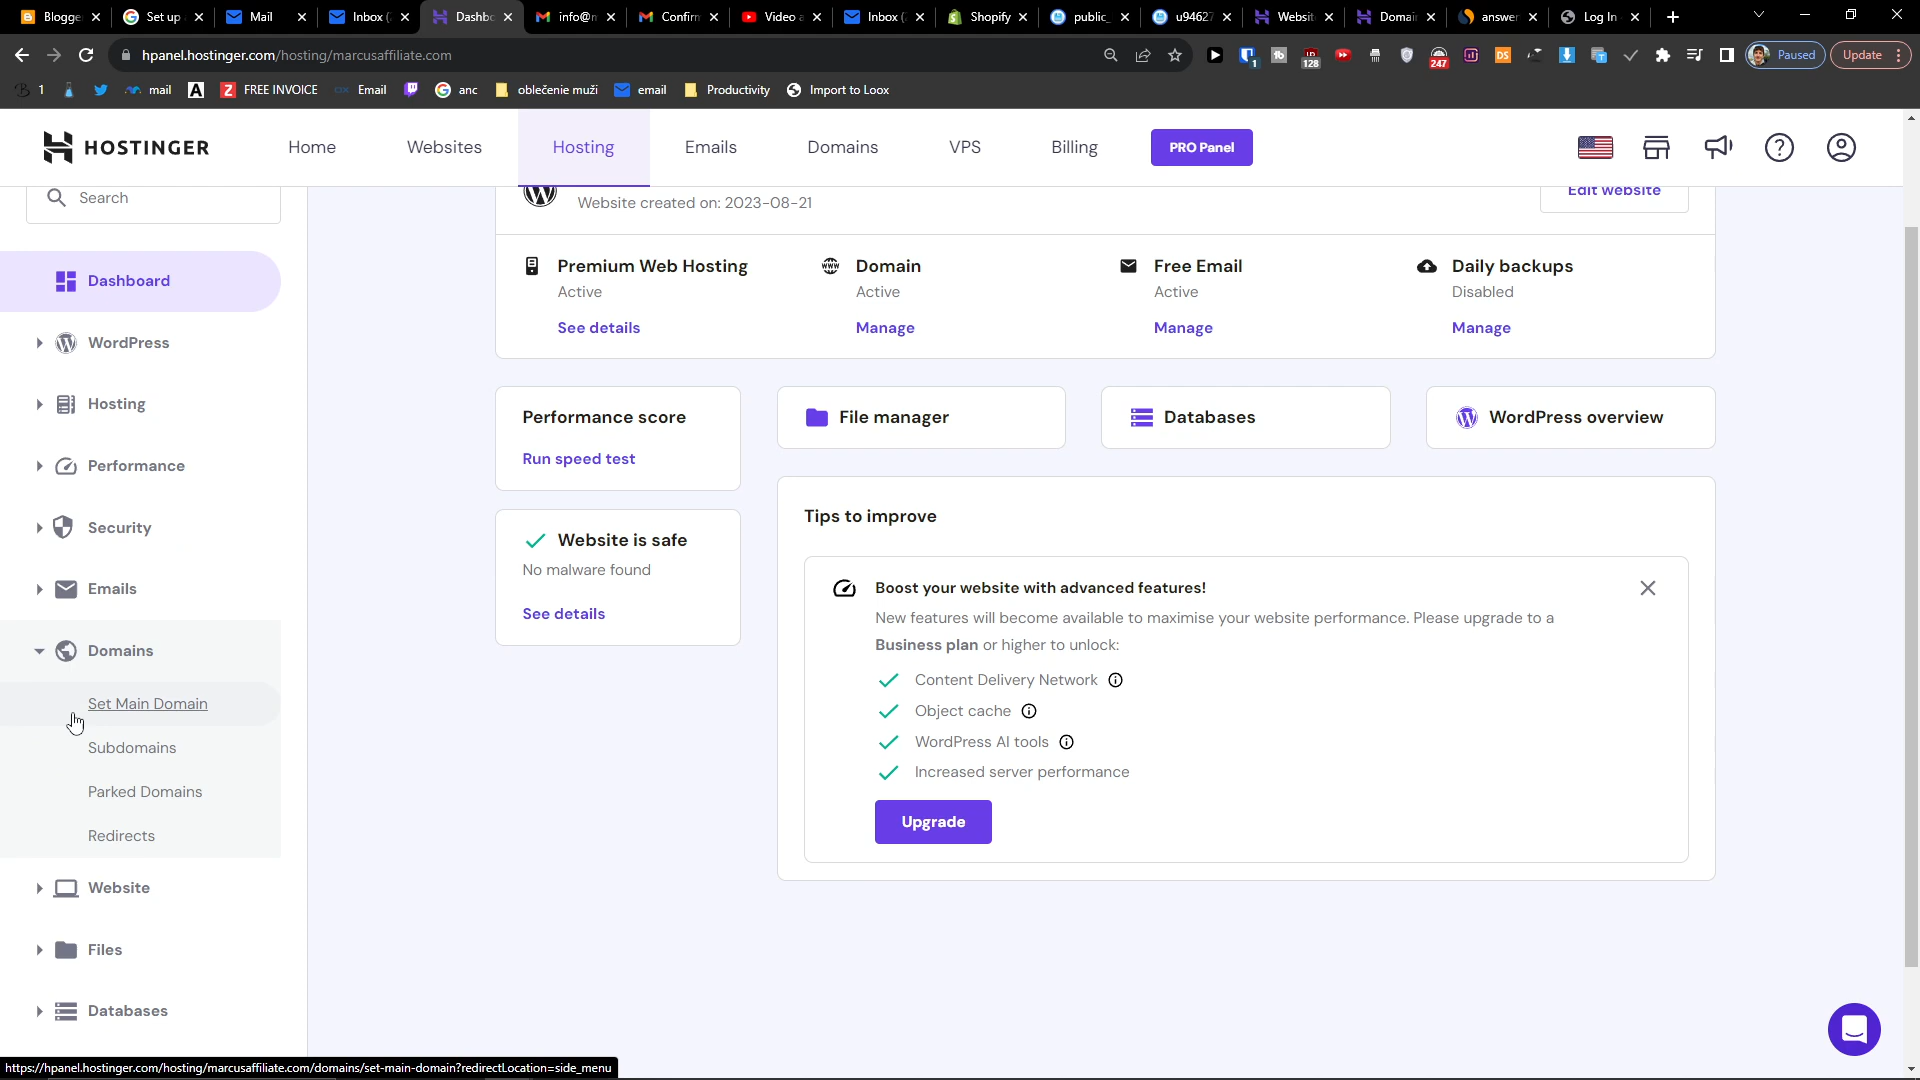 Blogge
Set up
Mail
Inbox (
Dashbo
info@n
Confirn
Video a
Inbox (
Shopify
public_
u94627
Websit
Domai
answer
Log In
hpanel.hostinger.com/hosting/marcusaffiliate.com
1
128
247
DS
Paused
Update
1
mail
FREE INVOICE
Email
anc
oblečenie muži
email
Productivity
Import to Loox
HOSTINGER
Home
Websites
Hosting
Emails
Domains
VPS
Billing
PRO Panel
Search
Dashboard
WordPress
Hosting
Performance
Security
Emails
Domains
Set Main Domain
Subdomains
Parked Domains
Redirects
Website
Files
Databases
Website created on: 2023-08-21
Edit website
Premium Web Hosting
Active
See details
Domain
Active
Manage
Free Email
Active
Manage
Daily backups
Disabled
Manage
Performance score
Run speed test
File manager
Databases
WordPress overview
Website is safe
No malware found
See details
Tips to improve
Boost your website with advanced features!
New features will become available to maximise your website performance. Please upgrade to a
Business plan or higher to unlock:
Content Delivery Network
Object cache
WordPress AI tools
Increased server performance
Upgrade
https://hpanel.hostinger.com/hosting/marcusaffiliate.com/domains/set-main-domain?redirectLocation=side_menu